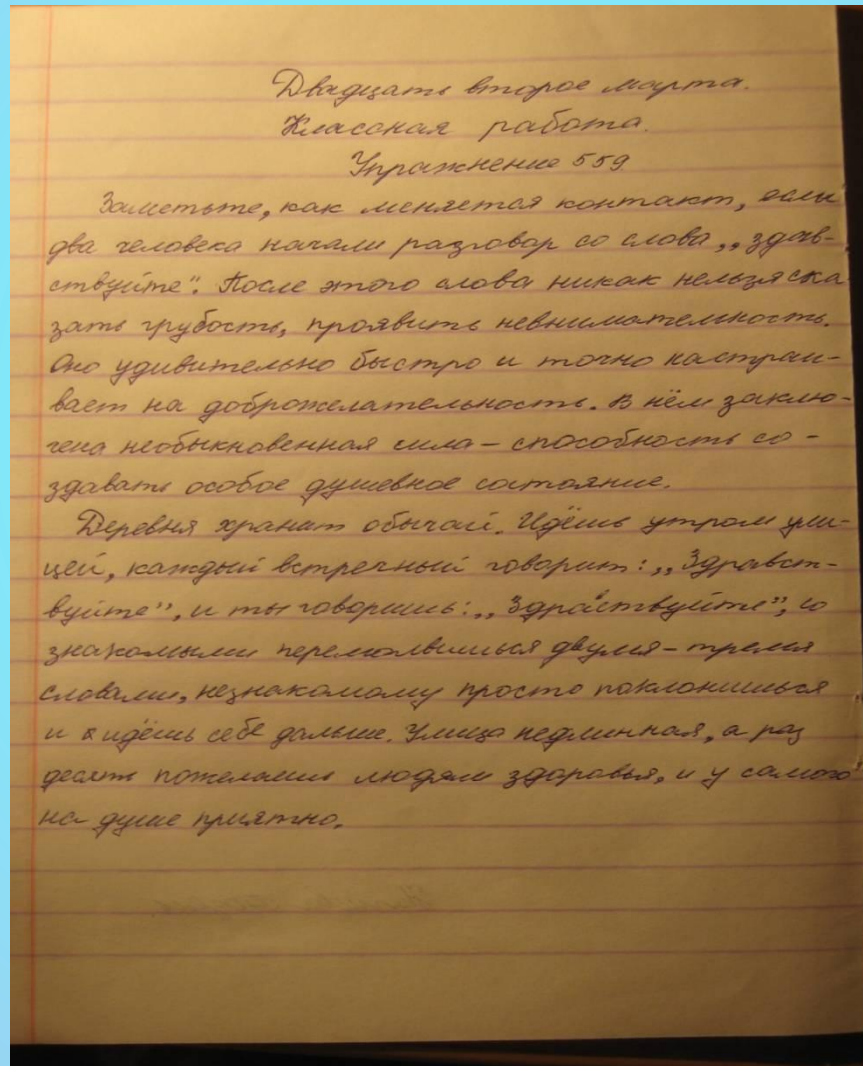 Двадцать второе марта.
Классная работа.
Упражнение 559
Заметьте, как меняется контакт, если
два человека начали разговор со слова „здав-
ствуйте". После этого слова никак нельзя ска
зать грубость, проявить невнимательность.
Оно удивительно быстро и точно настраи-
вает на доброжелательность. В нём заклю-
чена необыкновенная сила – способность со-
здавать особое душевное состояние.
Деревня хранит обычай. Идёшь утром ули-
цей, каждый встречный говорит: „Здравст-
вуйте", и ты говоришь: „Здравствуйте", со
знакомыми перемолвишься двумя-тремя
словами, незнакомому просто поклонишься
и идёшь себе дальше. Улица недлинная, а раз
десять пожелаешь людям здоровья, и у самого
на душе приятно.